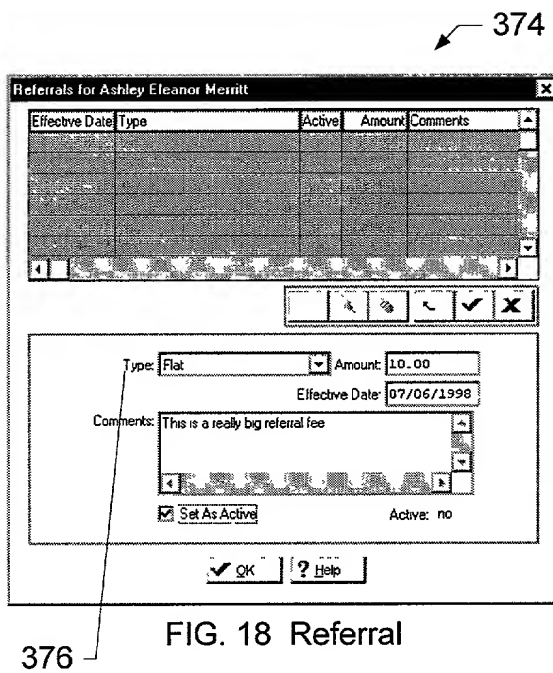 374
Referrals for Ashley Eleanor Merritt
Effective Date Type Active Amount Comments
Type: Flat Amount: 10.00
Effective Date: 07/06/1998
Comments: This is a really big referral fee
Set As Active Active: no
OK ? Help
FIG. 18 Referral
376